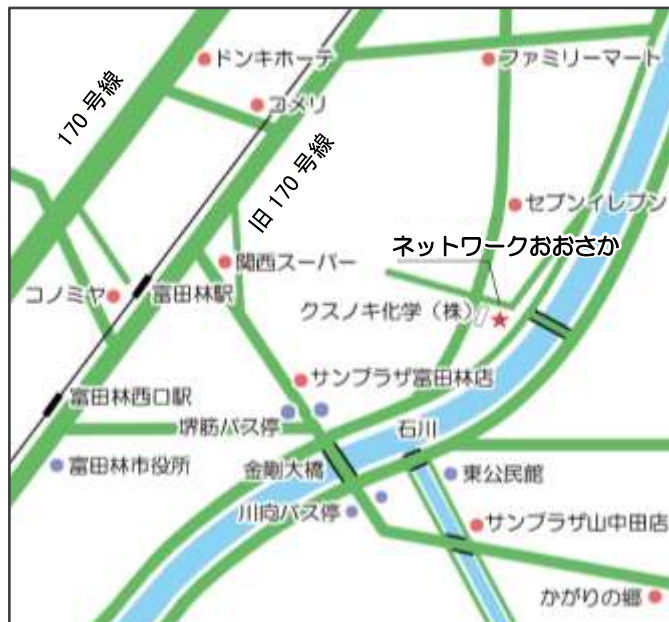 ドンキホーテ
ファミリーマート
170号線
コメリ
旧170号線
セブンイレブン
ネットワークおおさか
関西スーパー
コノミヤ
富田林駅
クスノキ化学（株）
サンプラザ富田林店
富田林西口駅
堺筋バス停
石川
富田林市役所
金剛大橋
東公民館
川向バス停
サンプラザ山中田店
かがりの郷